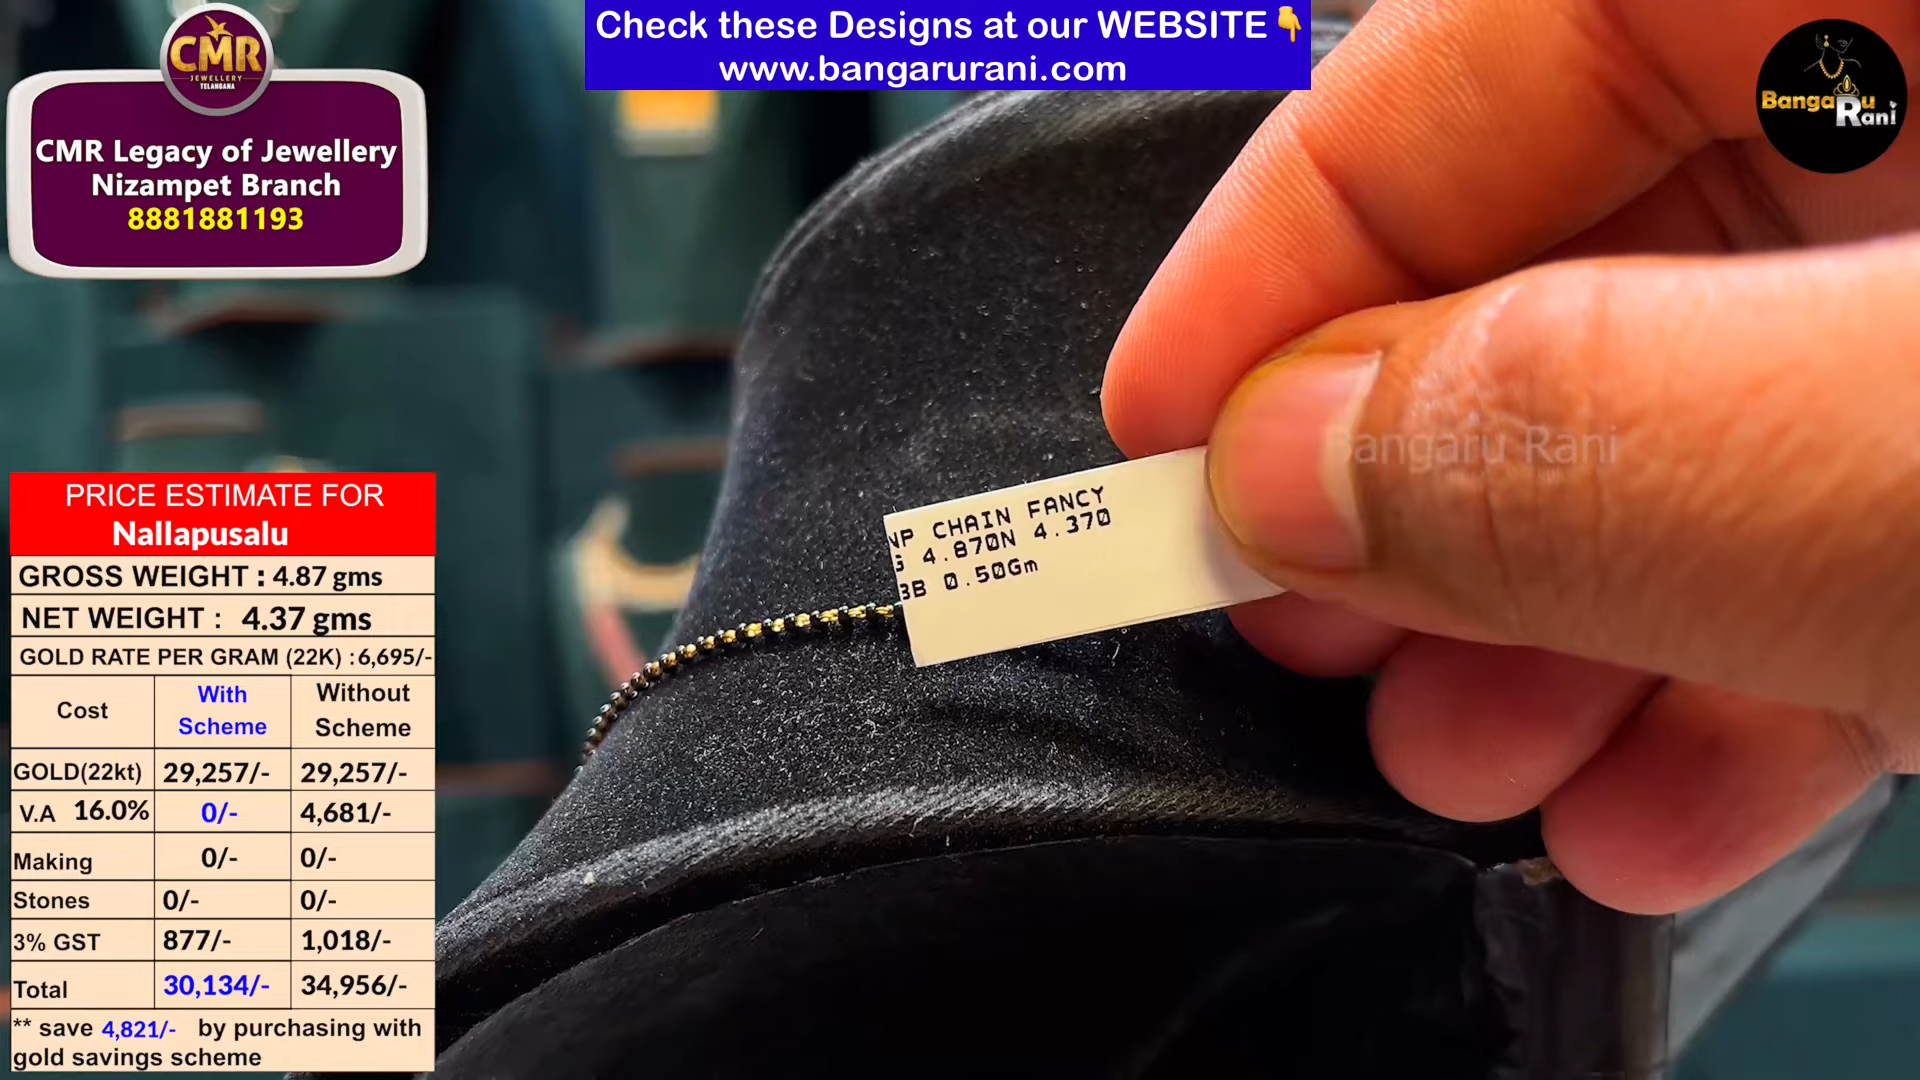 Check these Designs at our WEBSITE👇
www.bangarurani.com
CMR
JEWELLERY
TELANGANA
CMR Legacy of Jewellery
Nizampet Branch
8881881193
Bangaru
Rani
PRICE ESTIMATE FOR
Nallapusalu
GROSS WEIGHT : 4.87 gms
NET WEIGHT : 4.37 gms
GOLD RATE PER GRAM (22K) : 6,695/-
Cost With Scheme Without Scheme
GOLD(22kt) 29,257/- 29,257/-
V.A 16.0% 0/- 4,681/-
Making 0/- 0/-
Stones 0/- 0/-
3% GST 877/- 1,018/-
Total 30,134/- 34,956/-
** save 4,821/- by purchasing with
gold savings scheme
NP CHAIN FANCY
G 4.870N 4.370
BB 0.50Gm
Bangaru Rani